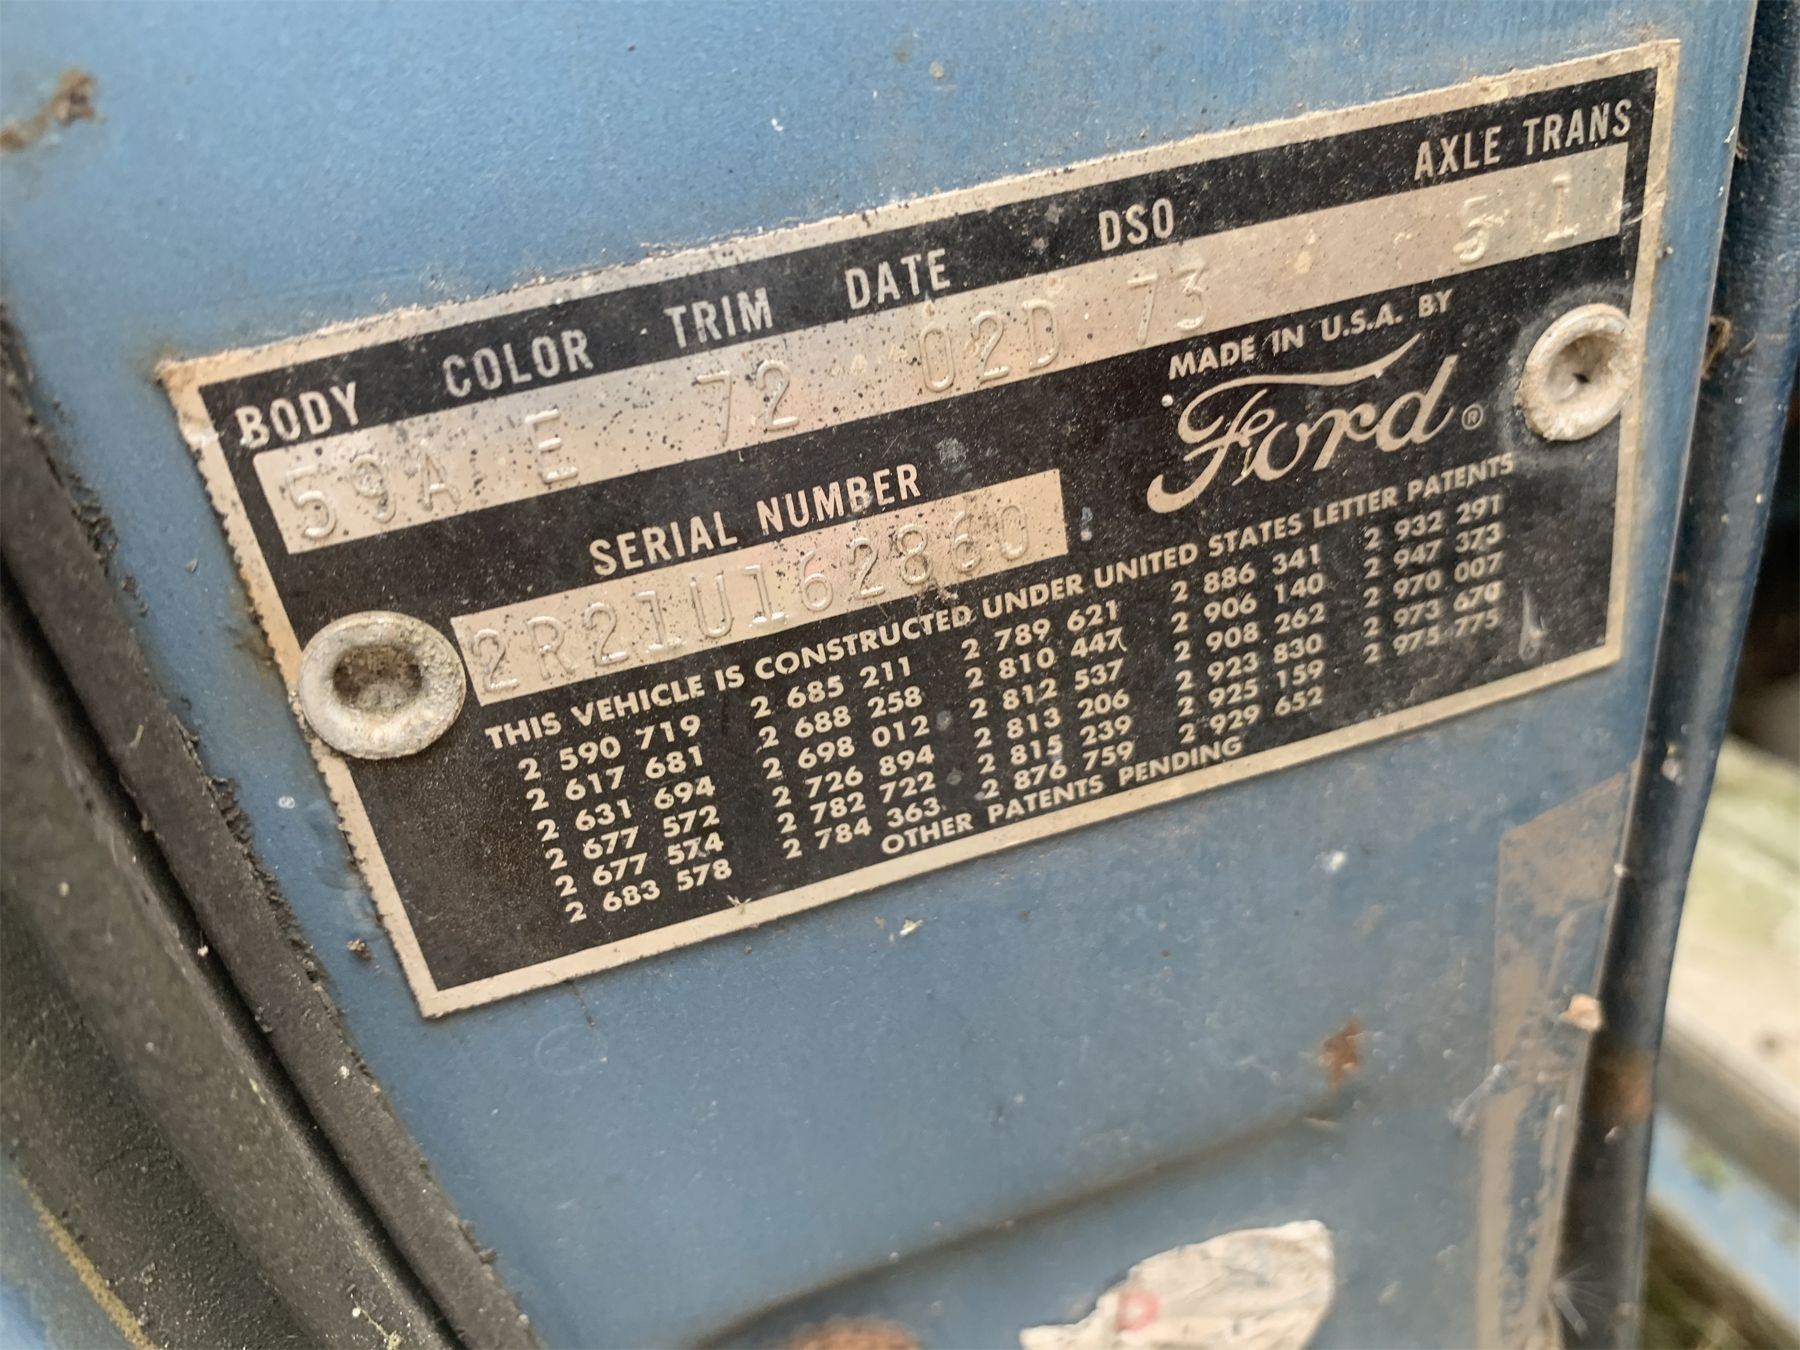 BODY COLOR TRIM DATE DSO AXLE TRANS
59A E 72 02D 73 5 1
SERIAL NUMBER
2R21U162860
MADE IN U.S.A. BY
Ford ®
THIS VEHICLE IS CONSTRUCTED UNDER UNITED STATES LETTER PATENTS
2 590 719 2 685 211 2 789 621 2 886 341 2 932 291
2 617 681 2 688 258 2 810 447 2 906 140 2 947 373
2 631 694 2 698 012 2 812 537 2 908 262 2 970 007
2 677 572 2 726 894 2 813 206 2 923 830 2 973 670
2 677 574 2 782 722 2 815 239 2 925 159 2 975 775
2 683 578 2 784 363 2 876 759 2 929 652
OTHER PATENTS PENDING